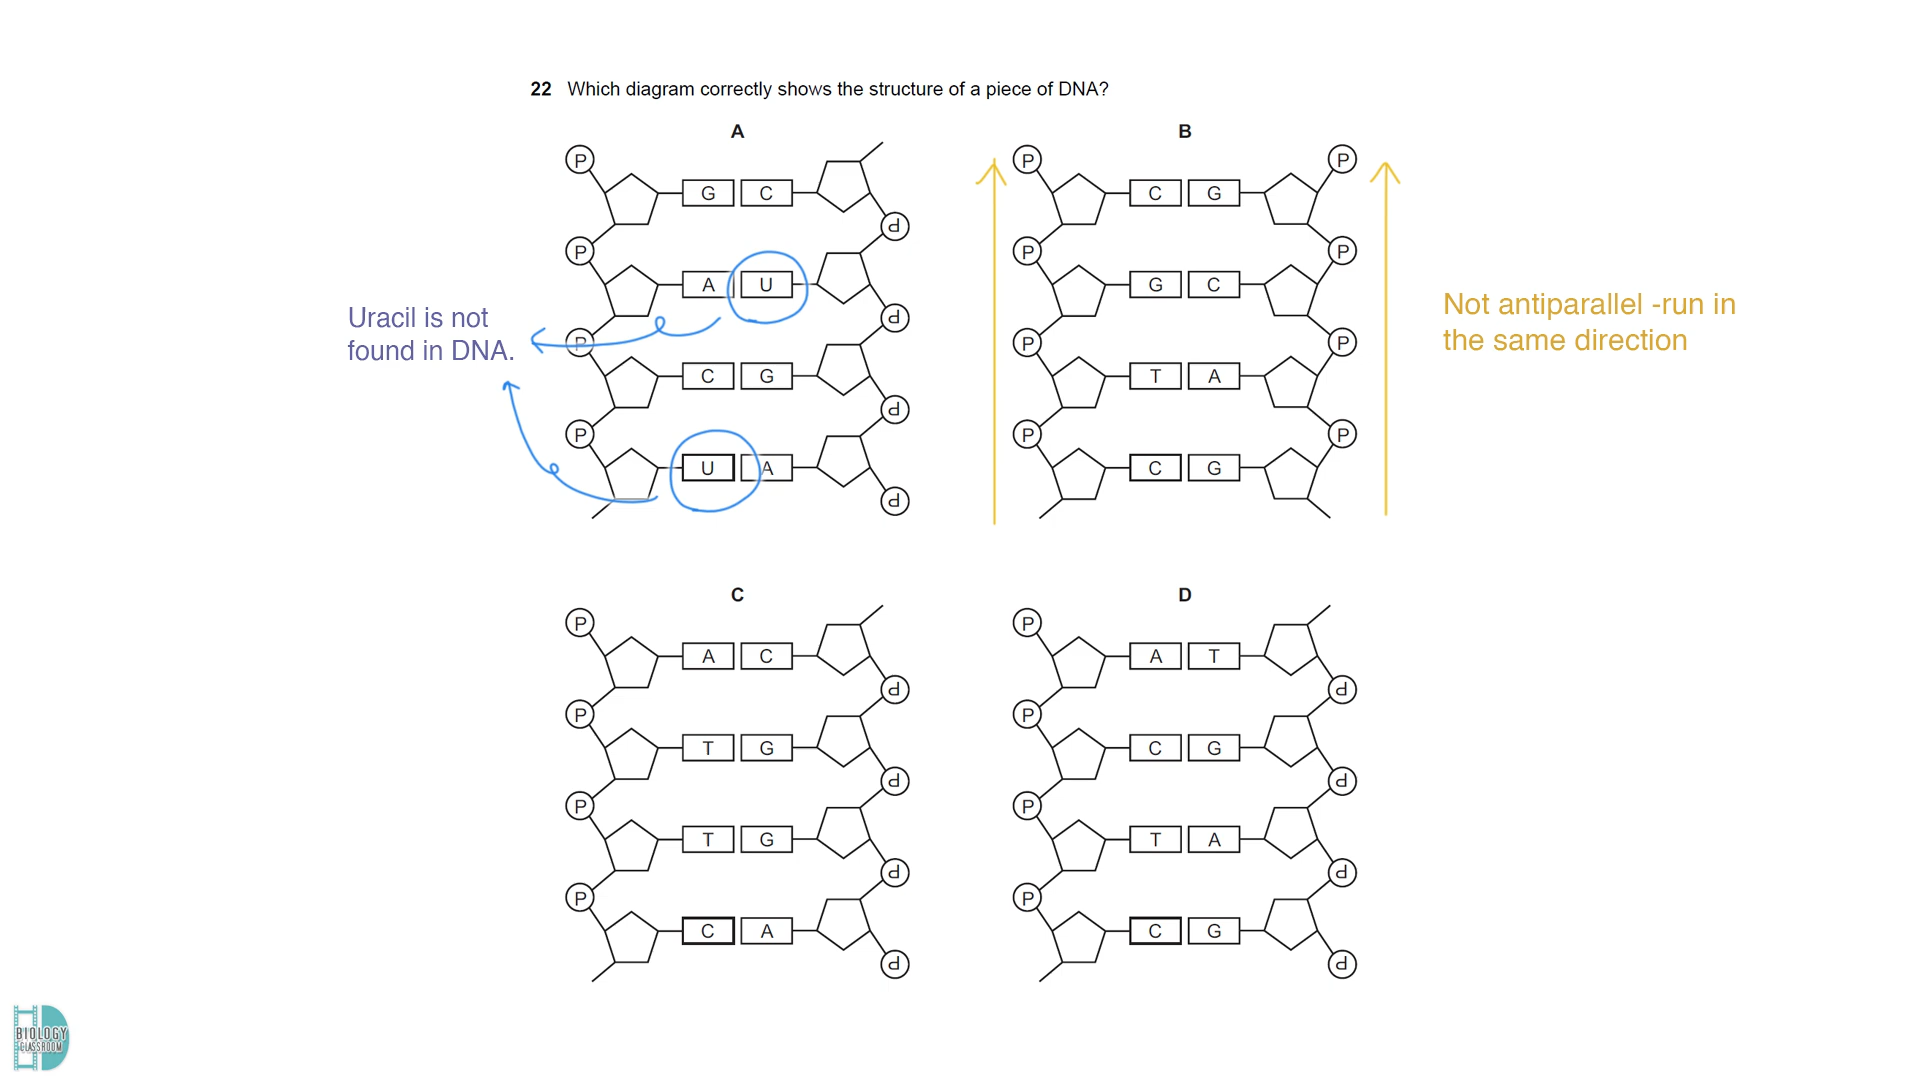 22 Which diagram correctly shows the structure of a piece of DNA?
A
B
P
G C
P
P
A U
P
P
C G
P
P
U A
P
P P
C G
P P
G C
P P
T A
P P
C G
Uracil is not
found in DNA.
Not antiparallel -run in
the same direction
C
D
P
A C
P
P
T G
P
P
T G
P
P
C A
P
P
A T
P
P
C G
P
P
T A
P
P
C G
P
BIOLOGY
CLASSROOM